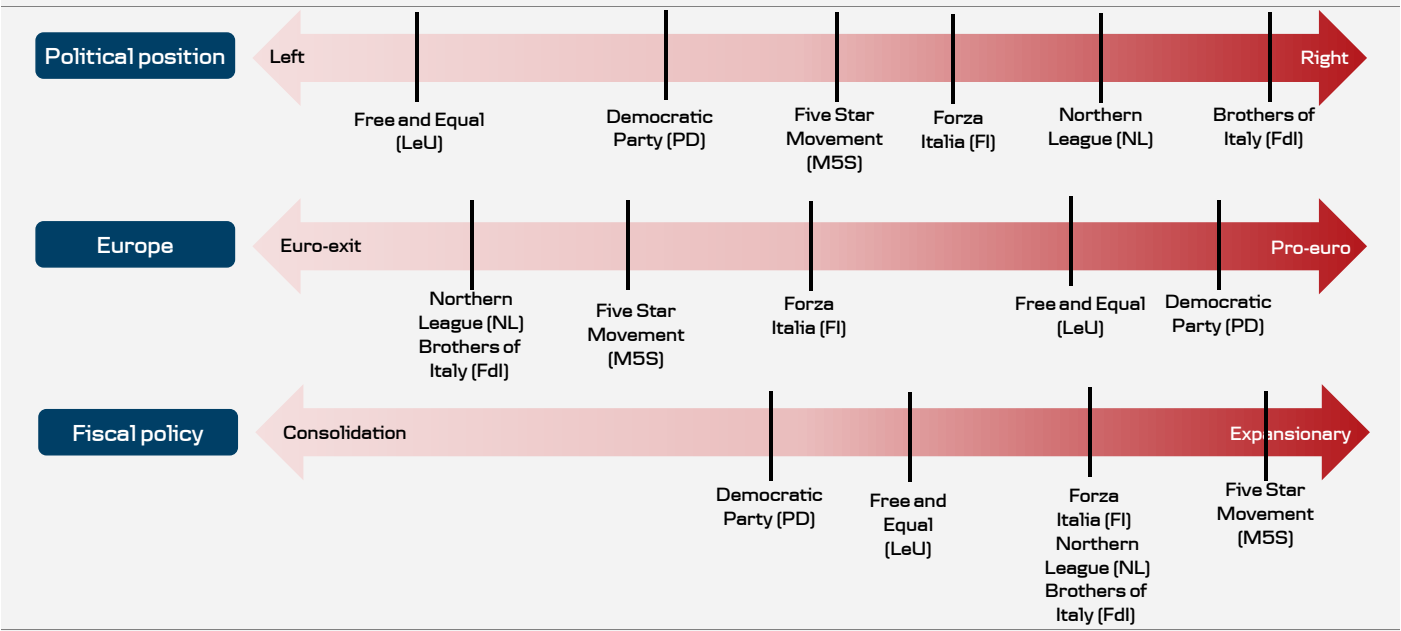 Political position
Left
Right
Free and Equal
(LeU)
Democratic
Party (PD)
Five Star
Movement
(M5S)
Forza
Italia (FI)
Northern
League (NL)
Brothers of
Italy (FdI)
Europe
Euro-exit
Pro-euro
Northern
League (NL)
Brothers of
Italy (FdI)
Five Star
Movement
(M5S)
Forza
Italia (FI)
Free and Equal
(LeU)
Democratic
Party (PD)
Fiscal policy
Consolidation
Expansionary
Democratic
Party (PD)
Free and
Equal
(LeU)
Forza
Italia (FI)
Northern
League (NL)
Brothers of
Italy (FdI)
Five Star
Movement
(M5S)